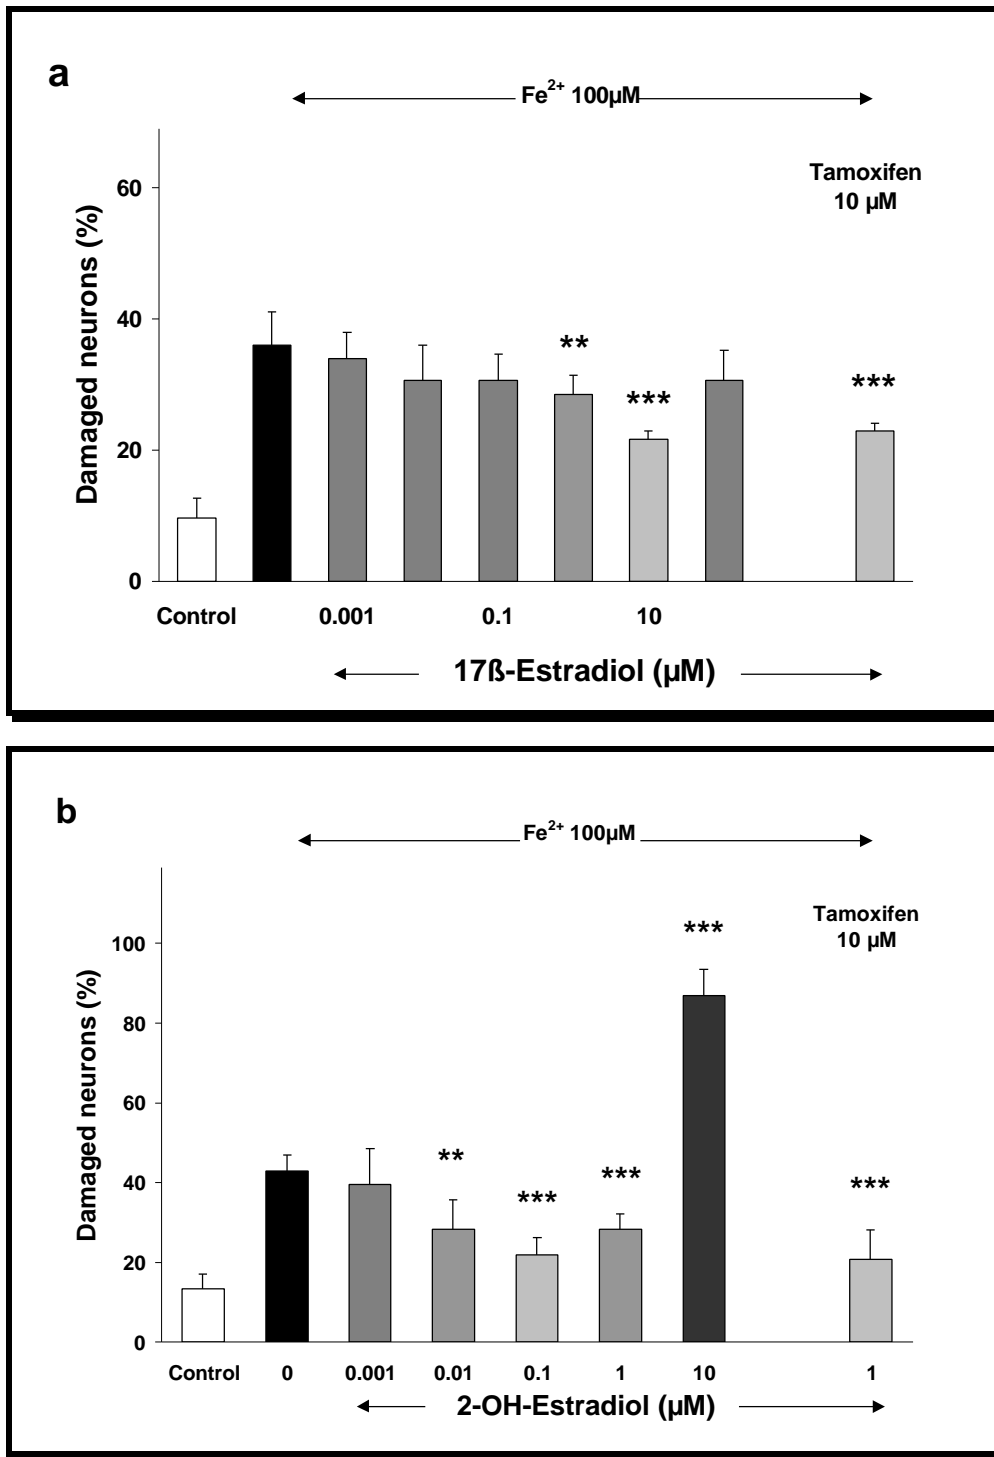 a
Fe2+ 100µM
Tamoxifen
10 µM
60
40
20
0
Damaged neurons (%)
**
***
***
Control 0.001 0.1 10
17ß-Estradiol (µM)
b
Fe2+ 100µM
Tamoxifen
10 µM
100
80
60
40
20
0
Damaged neurons (%)
**
***
***
***
***
Control 0 0.001 0.01 0.1 1 10 1
2-OH-Estradiol (µM)